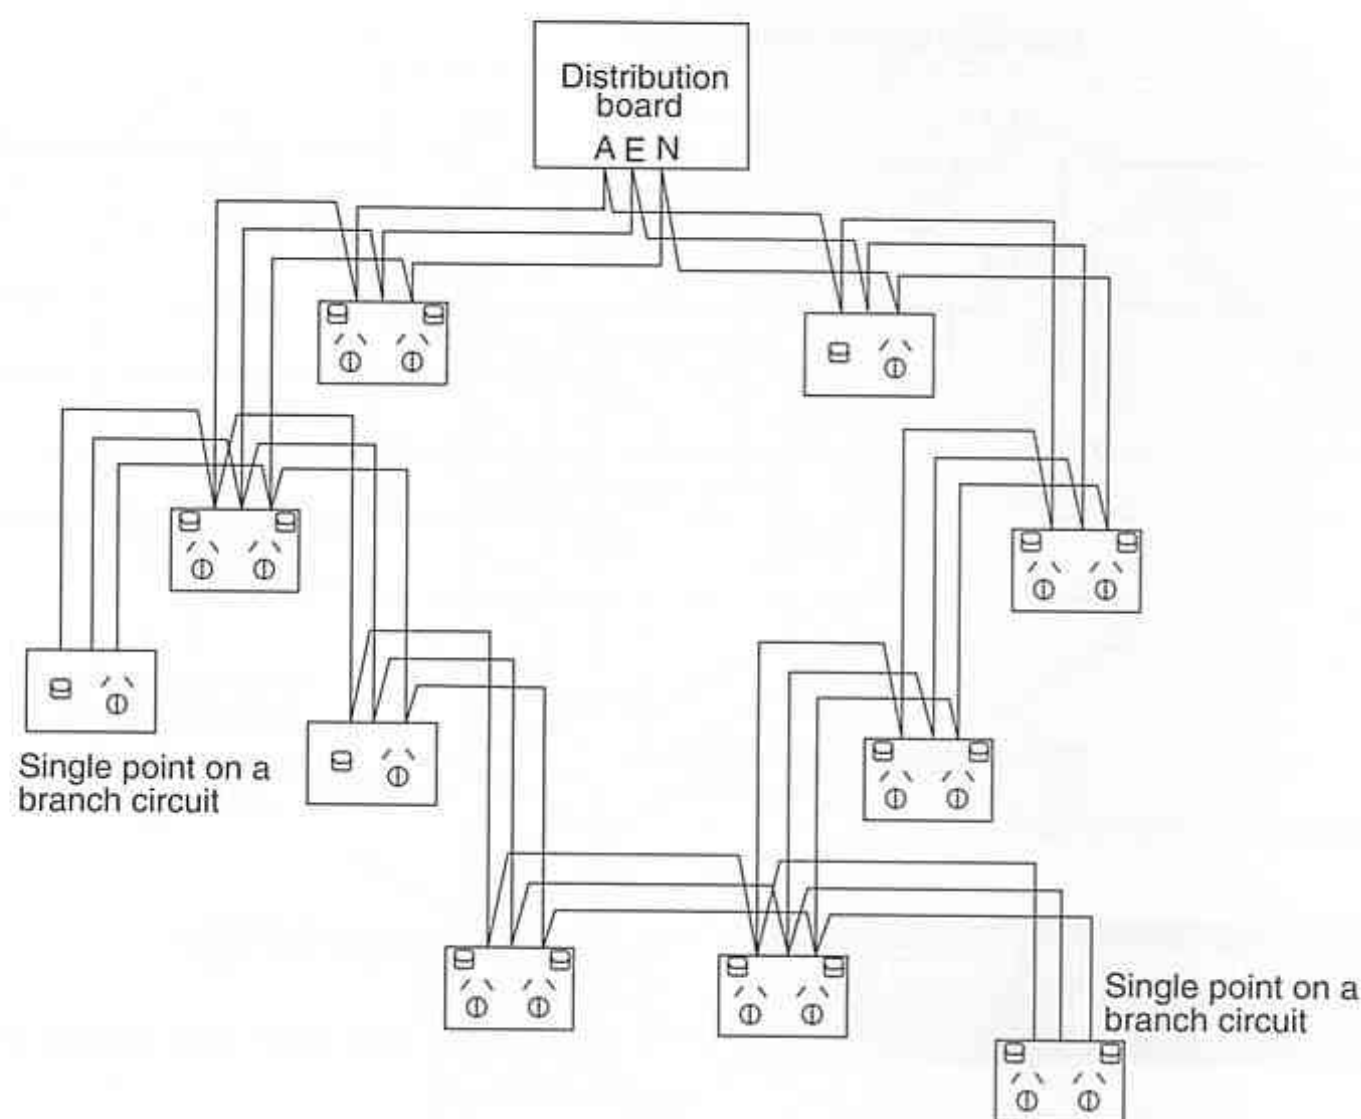 Distribution
board
A E N
Single point on a
branch circuit
Single point on a
branch circuit